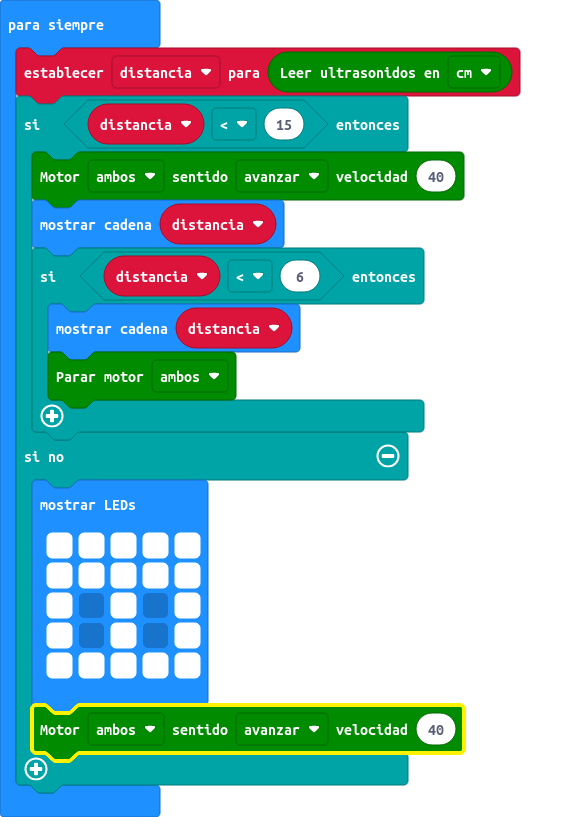 para siempre
establecer distancia para Leer ultrasonidos en cm
si distancia < 15 entonces
Motor ambos sentido avanzar velocidad 40
mostrar cadena distancia
si distancia < 6 entonces
mostrar cadena distancia
Parar motor ambos
si no
mostrar LEDs
Motor ambos sentido avanzar velocidad 40